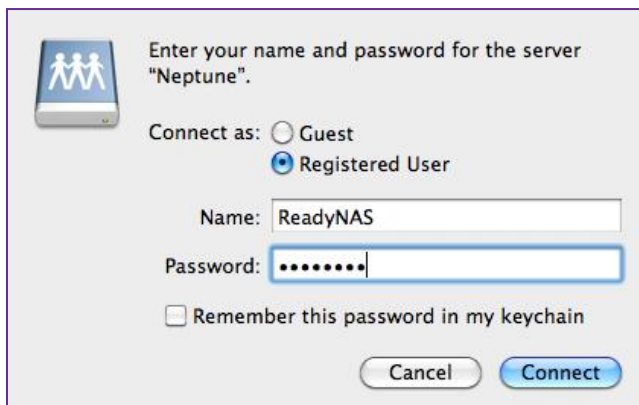 Enter your name and password for the server
“Neptune”.
Connect as: Guest
Registered User
Name: ReadyNAS
Password: ••••••••
Remember this password in my keychain
Cancel Connect